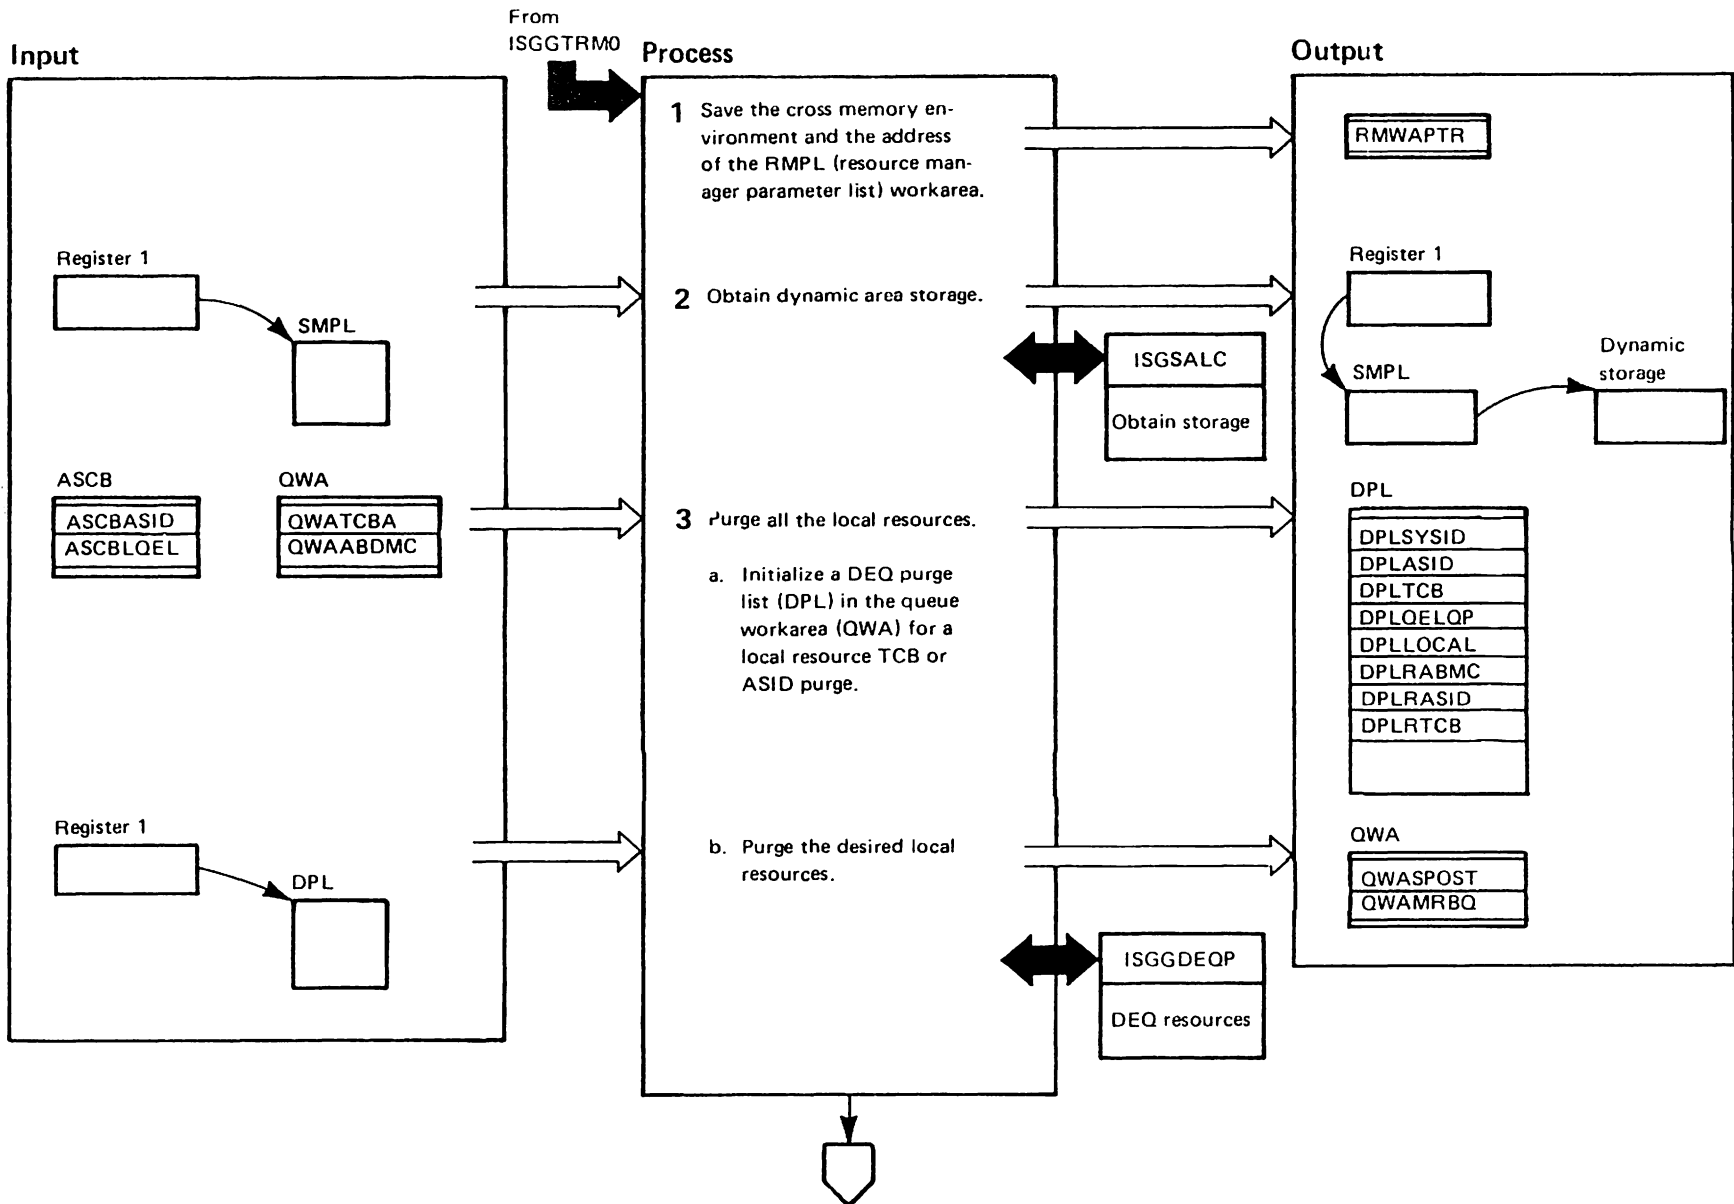 From
ISGGTRM0
Input
Process
Output
1 Save the cross memory en-
vironment and the address
of the RMPL (resource man-
ager parameter list) workarea.
RMWAPTR
Register 1
SMPL
2 Obtain dynamic area storage.
ISGSALC
Obtain storage
Register 1
SMPL
Dynamic
storage
ASCB
ASCBASID
ASCBLQEL
QWA
QWATCBA
QWAABDMC
3 Purge all the local resources.
a. Initialize a DEQ purge
list (DPL) in the queue
workarea (QWA) for a
local resource TCB or
ASID purge.
DPL
DPLSYSID
DPLASID
DPLTCB
DPLQELQP
DPLLOCAL
DPLRABMC
DPLRASID
DPLRTCB
Register 1
DPL
b. Purge the desired local
resources.
ISGGDEQP
DEQ resources
QWA
QWASPOST
QWAMRBQ